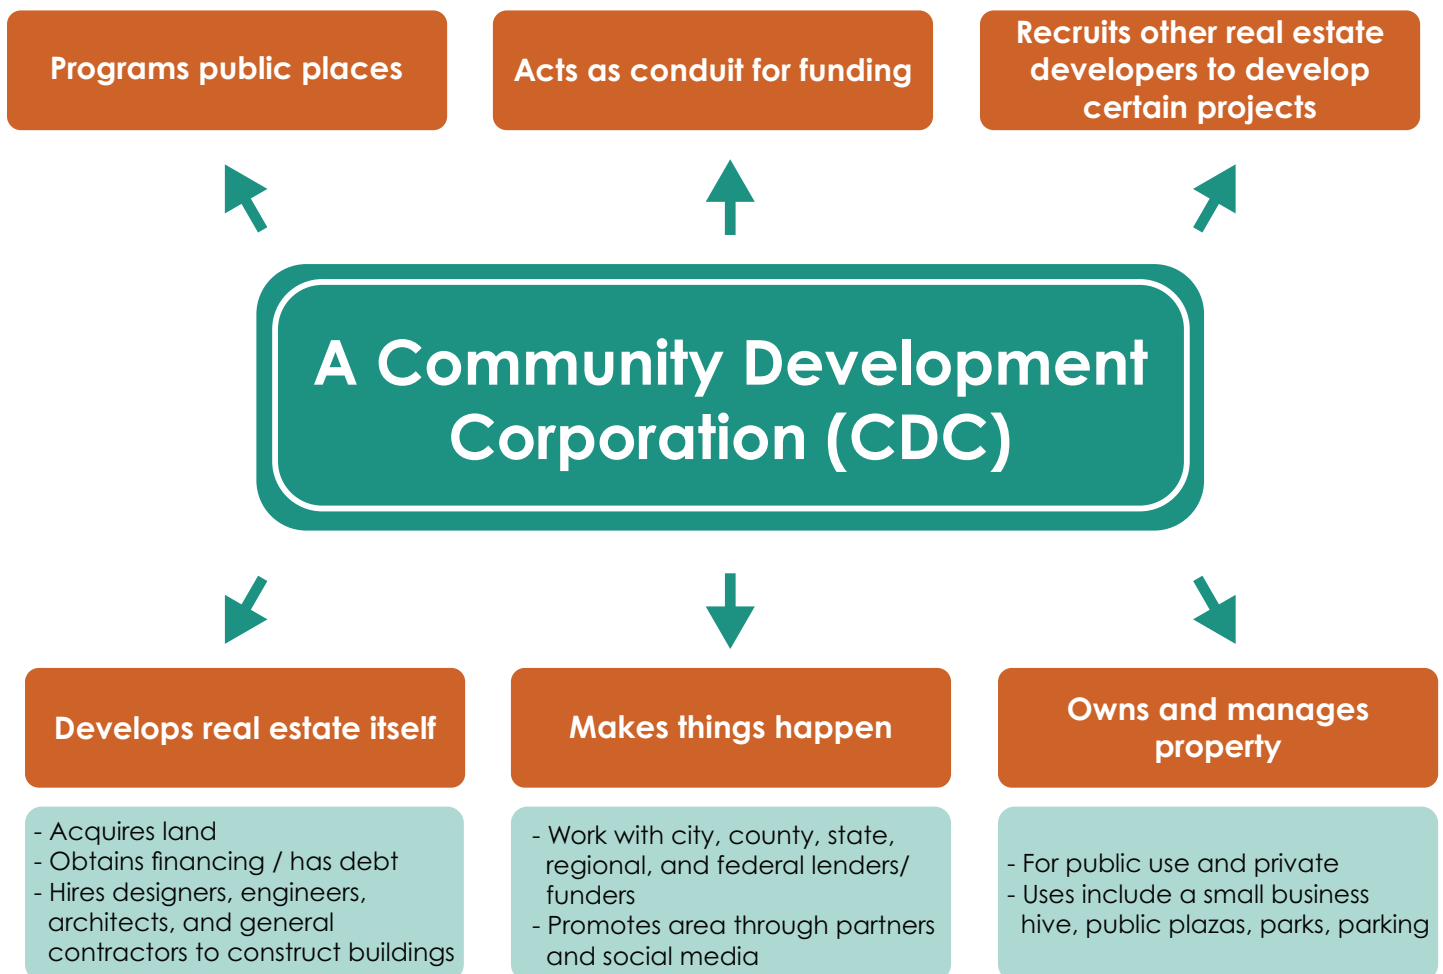 Programs public places
Acts as conduit for funding
Recruits other real estate
developers to develop
certain projects
A Community Development
Corporation (CDC)
Develops real estate itself
- Acquires land
- Obtains financing / has debt
- Hires designers, engineers,
architects, and general
contractors to construct buildings
Makes things happen
- Work with city, county, state,
regional, and federal lenders/
funders
- Promotes area through partners
and social media
Owns and manages
property
- For public use and private
- Uses include a small business
hive, public plazas, parks, parking